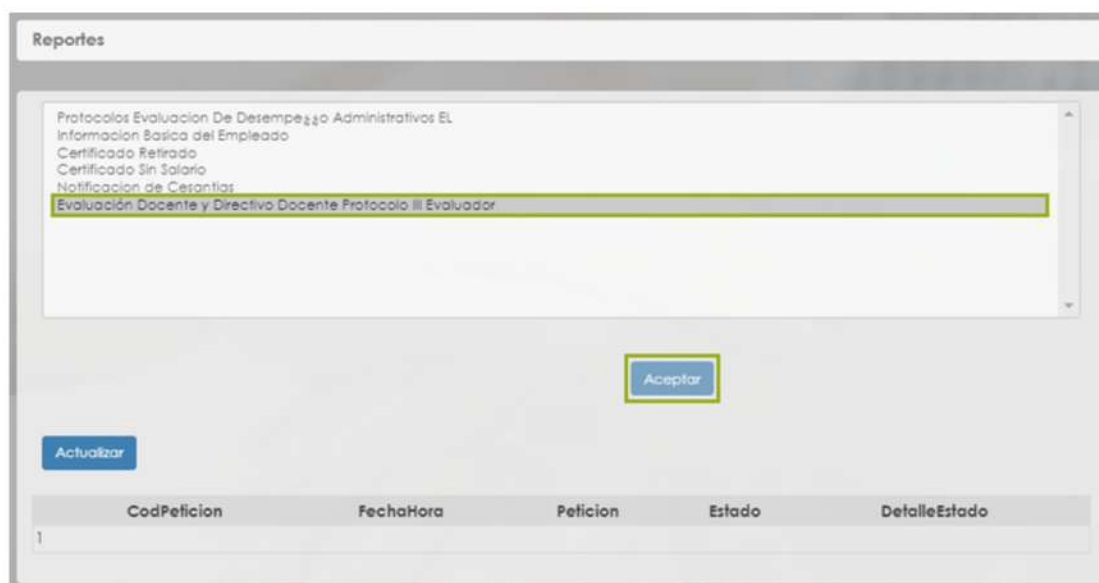 Reportes
Protocolos Evaluacion De Desempe¿¿o Administrativos EL
Informacion Basica del Empleado
Certificado Retirado
Certificado Sin Salario
Notificacion de Cesantias
Evaluación Docente y Directivo Docente Protocolo III Evaluador
Aceptar
Actualizar
CodPeticion FechaHora Peticion Estado DetalleEstado
1